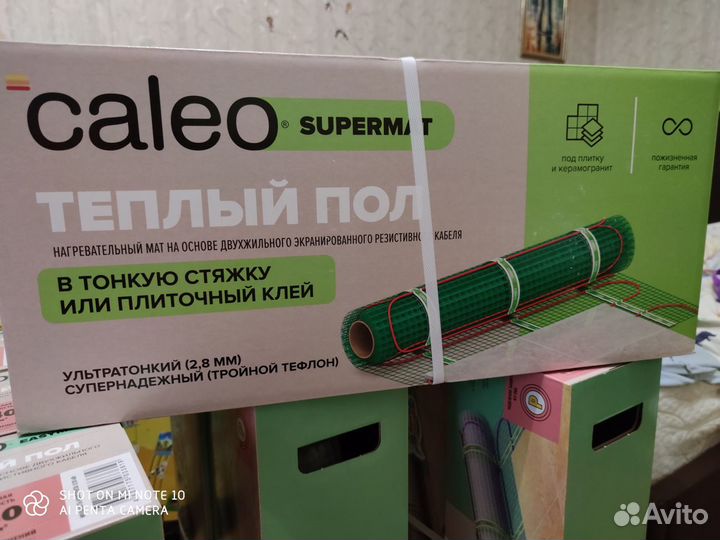 caleo® SUPERMAT
ТЕПЛЫЙ ПОЛ
НАГРЕВАТЕЛЬНЫЙ МАТ НА ОСНОВЕ ДВУХЖИЛЬНОГО ЭКРАНИРОВАННОГО РЕЗИСТИВНОГО КАБЕЛЯ
В ТОНКУЮ СТЯЖКУ
ИЛИ ПЛИТОЧНЫЙ КЛЕЙ
УЛЬТРАТОНКИЙ (2,8 ММ)
СУПЕРНАДЕЖНЫЙ (ТРОЙНОЙ ТЕФЛОН)
под плитку
и керамогранит
пожизненная
гарантия
ПОЛ
SHOT ON MI NOTE 10
AI PENTA CAMERA
Avito